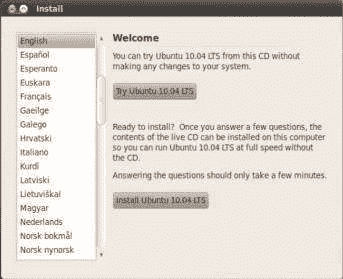 Install
English
Español
Esperanto
Euskara
Français
Gaeilge
Galego
Hrvatski
Italiano
Kurdî
Latviski
Lietuviškai
Magyar
Nederlands
Norsk bokmål
Norsk nynorsk
Welcome
You can try Ubuntu 10.04 LTS from this CD without
making any changes to your system.
Try Ubuntu 10.04 LTS
Ready to install? Once you answer a few questions, the
contents of the live CD can be installed on this computer
so you can run Ubuntu 10.04 LTS at full speed without
the CD.
Answering the questions should only take a few minutes.
Install Ubuntu 10.04 LTS